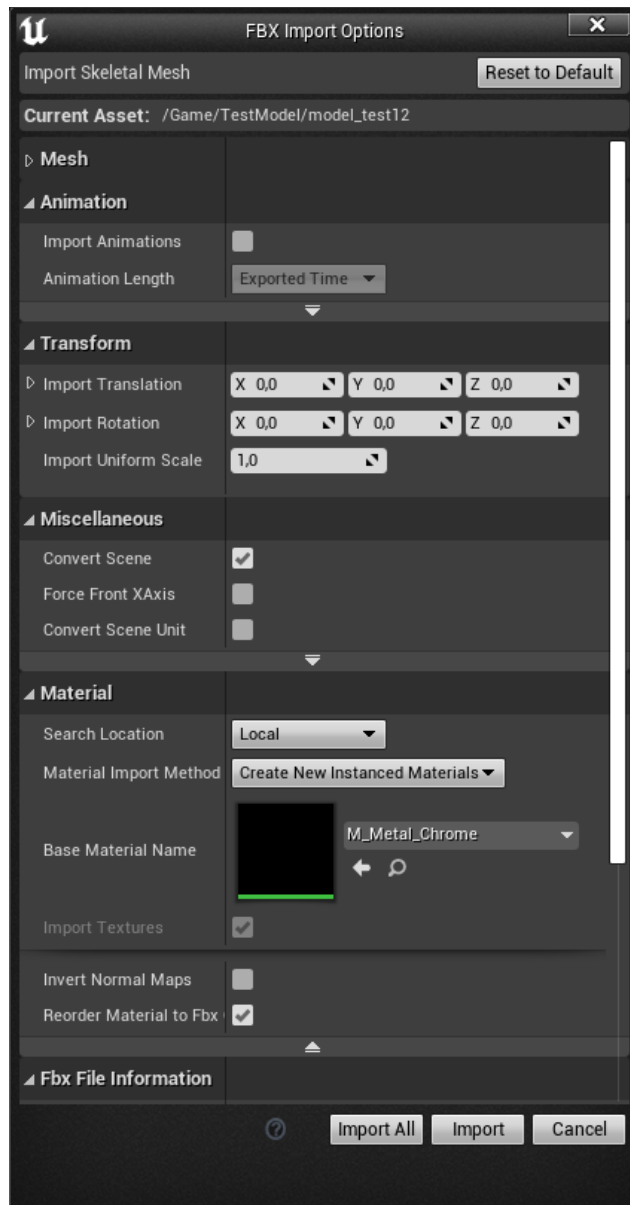 FBX Import Options
Import Skeletal Mesh Reset to Default
Current Asset: /Game/TestModel/model_test12
Mesh
Animation
Import Animations
Animation Length Exported Time
Transform
Import Translation X 0,0 Y 0,0 Z 0,0
Import Rotation X 0,0 Y 0,0 Z 0,0
Import Uniform Scale 1,0
Miscellaneous
Convert Scene
Force Front XAxis
Convert Scene Unit
Material
Search Location Local
Material Import Method Create New Instanced Materials
Base Material Name M_Metal_Chrome
Import Textures
Invert Normal Maps
Reorder Material to Fbx
Fbx File Information
Import All Import Cancel